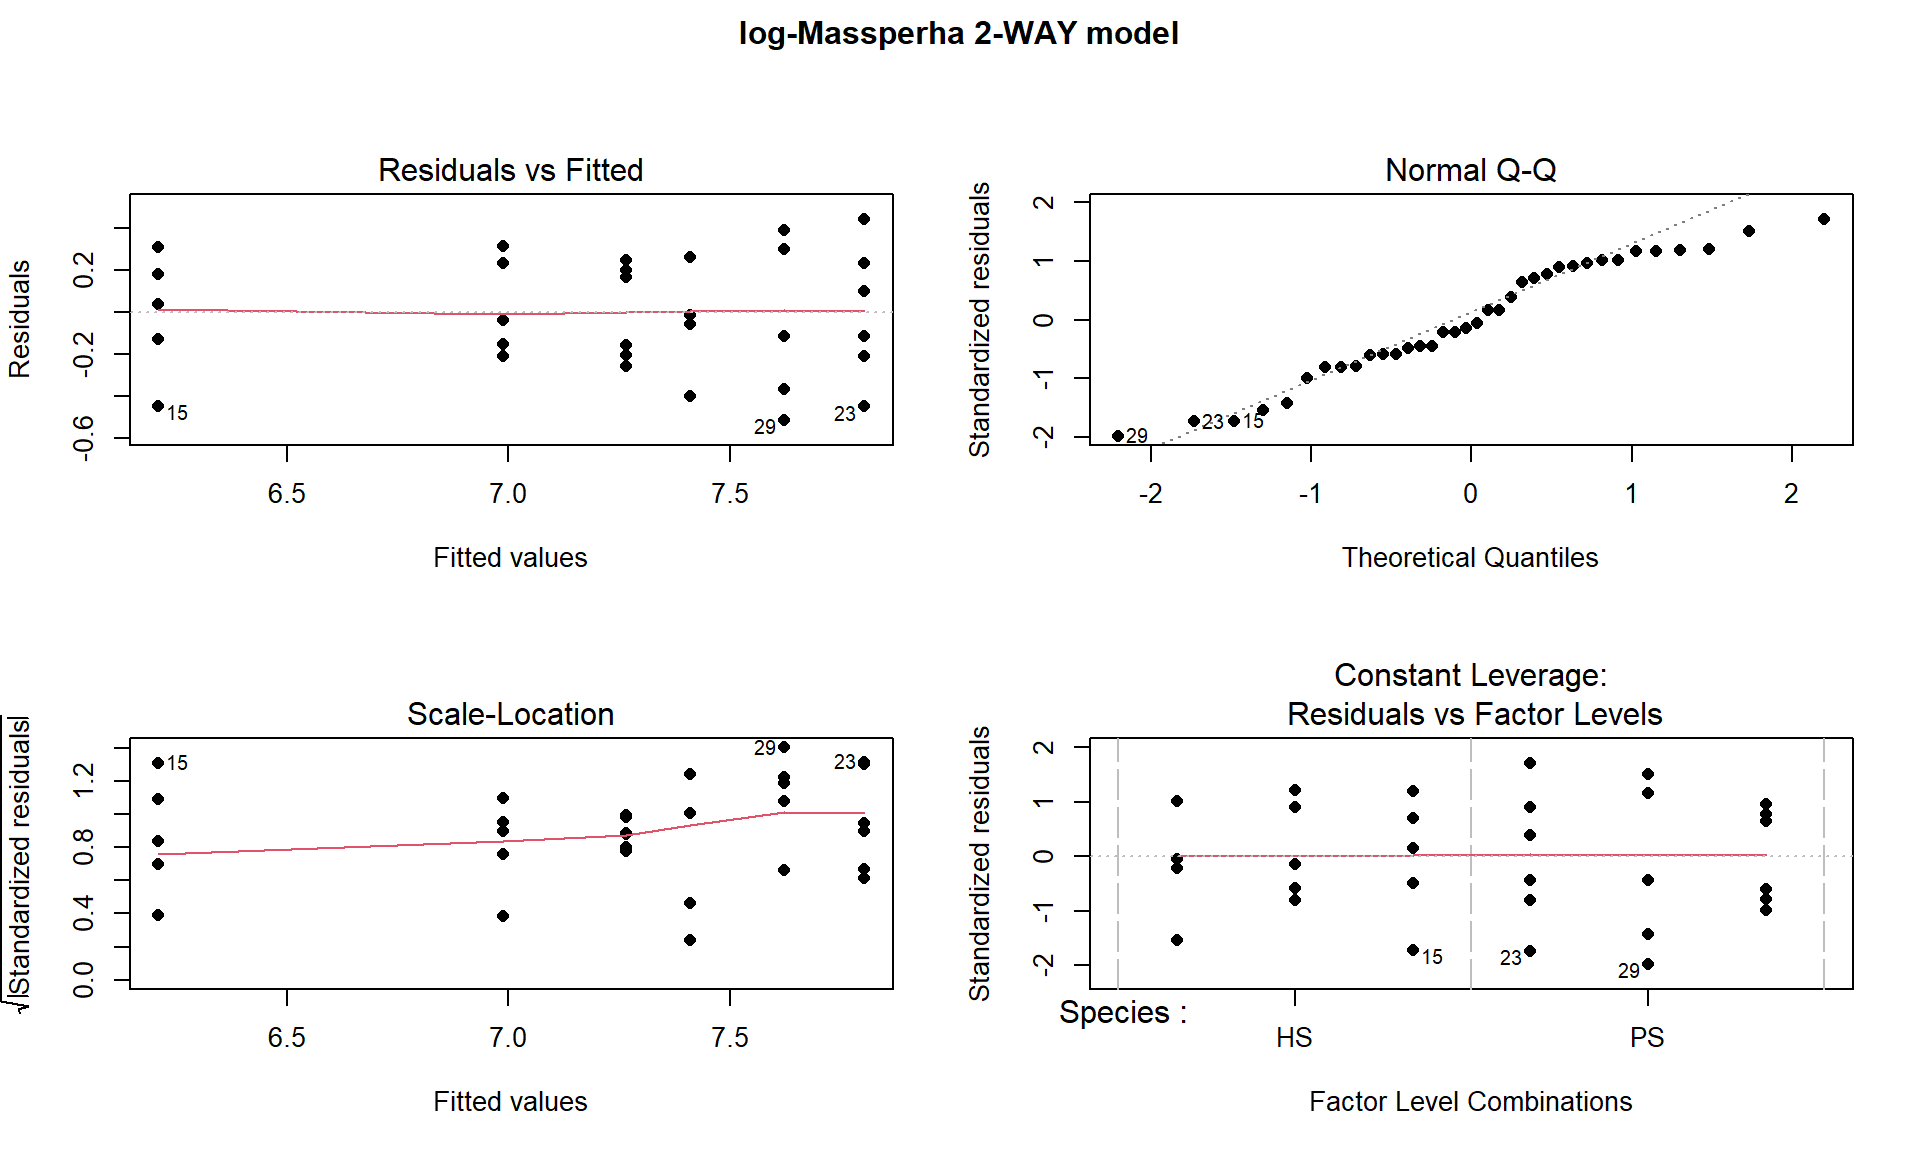 log-Massperha 2-WAY model
Residuals vs Fitted
Residuals
0.2
-0.2
-0.6
15
29
23
6.5
7.0
7.5
Fitted values
Normal Q-Q
Standardized residuals
2
1
0
-1
-2
29
23
15
-2
-1
0
1
2
Theoretical Quantiles
Scale-Location
√|Standardized residuals|
1.2
0.8
0.4
0.0
15
29
23
6.5
7.0
7.5
Fitted values
Constant Leverage:
Residuals vs Factor Levels
Standardized residuals
2
1
0
-1
-2
15
23
29
Species :
HS
PS
Factor Level Combinations